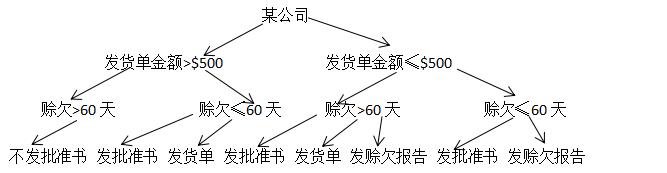 某公司
发货单金额>$500 发货单金额≤$500
赊欠>60天 赊欠≤60天 赊欠>60天 赊欠≤60天
不发批准书 发批准书 发货单 发批准书 发货单 发赊欠报告 发批准书 发赊欠报告